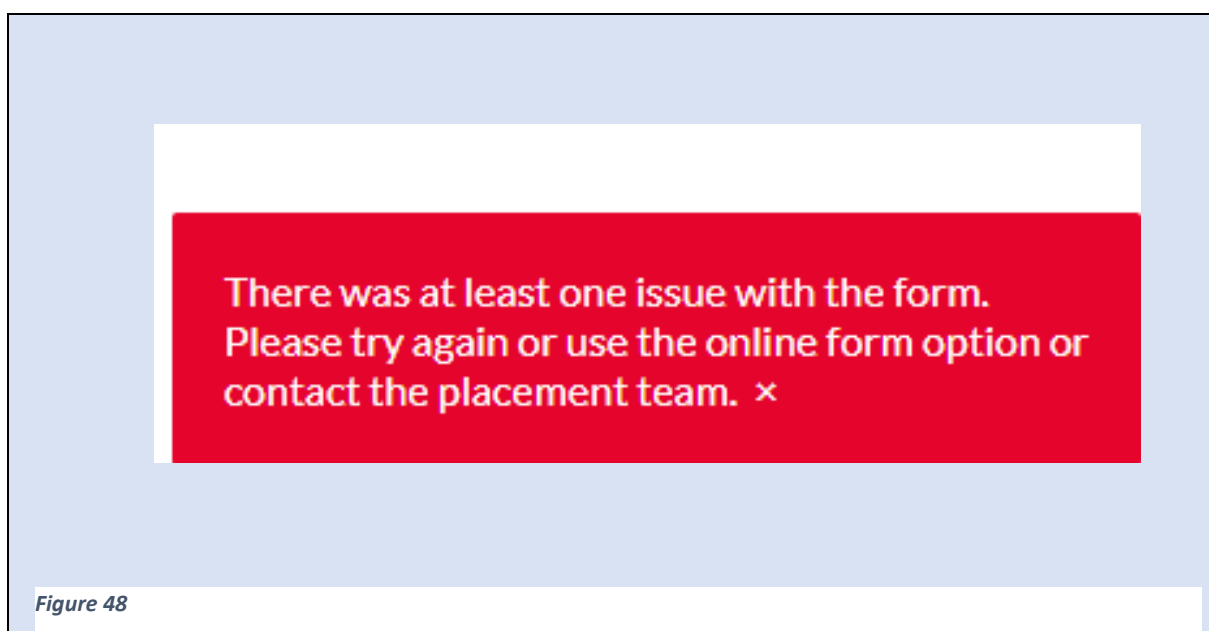 There was at least one issue with the form.
Please try again or use the online form option or
contact the placement team. ×
Figure 48